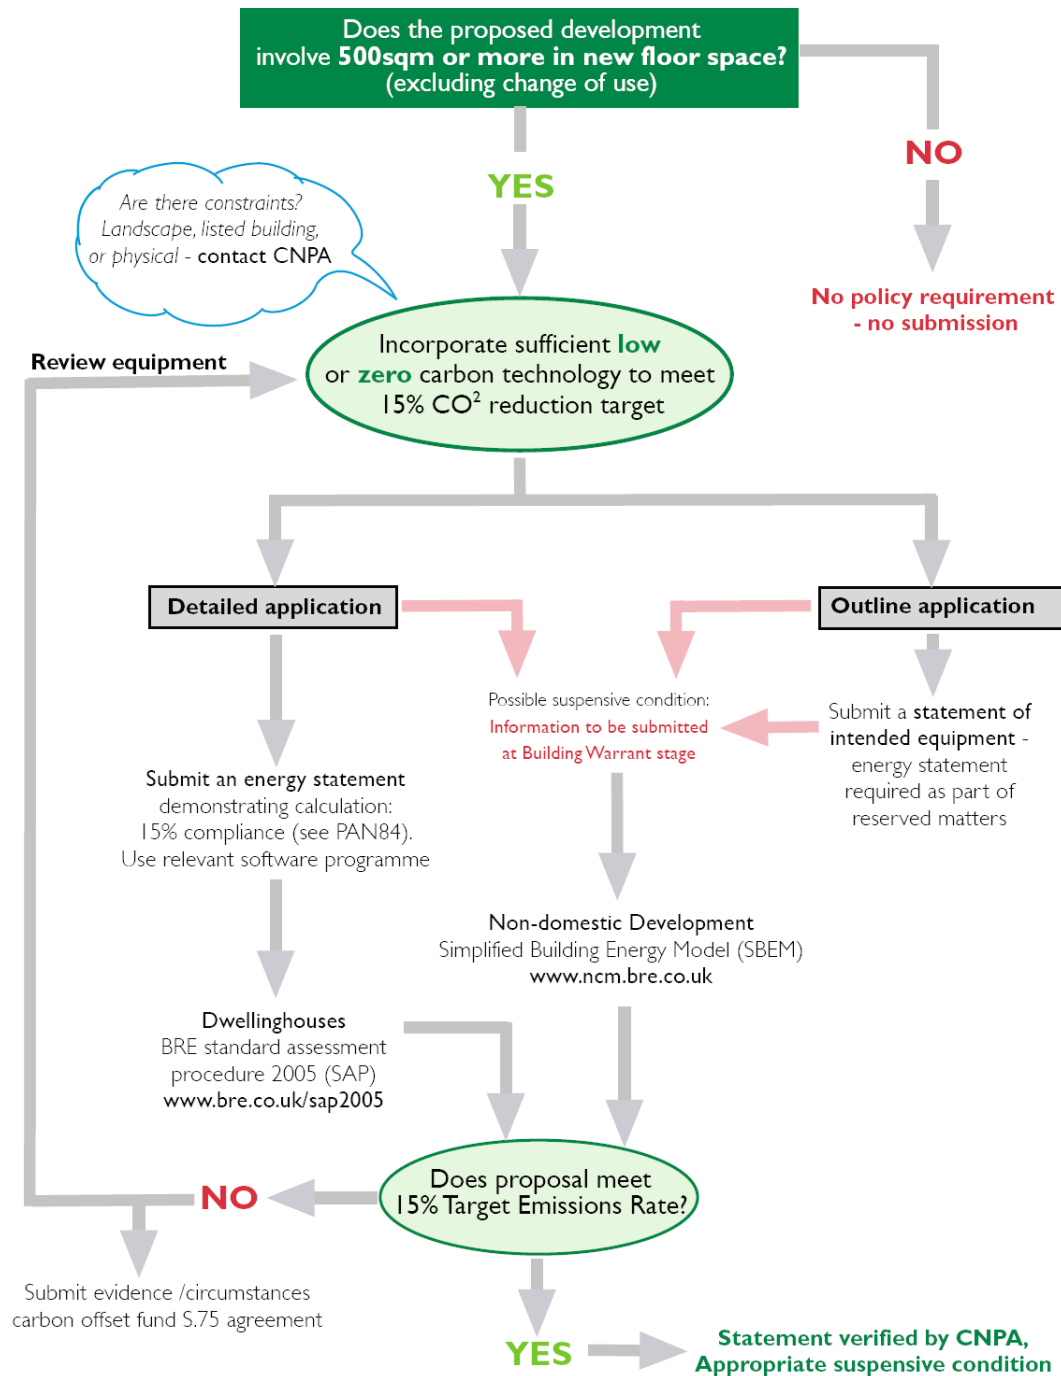 Does the proposed development
involve 500sqm or more in new floor space?
(excluding change of use)
NO
YES
Are there constraints?
Landscape, listed building,
or physical - contact CNPA
No policy requirement
- no submission
Review equipment
Incorporate sufficient low
or zero carbon technology to meet
15% CO² reduction target
Detailed application
Outline application
Possible suspensive condition:
Information to be submitted
at Building Warrant stage
Submit a statement of
intended equipment -
energy statement
required as part of
reserved matters
Submit an energy statement
demonstrating calculation:
15% compliance (see PAN84).
Use relevant software programme
Non-domestic Development
Simplified Building Energy Model (SBEM)
www.ncm.bre.co.uk
Dwellinghouses
BRE standard assessment
procedure 2005 (SAP)
www.bre.co.uk/sap2005
Does proposal meet
15% Target Emissions Rate?
NO
Submit evidence /circumstances
carbon offset fund S.75 agreement
YES
Statement verified by CNPA,
Appropriate suspensive condition